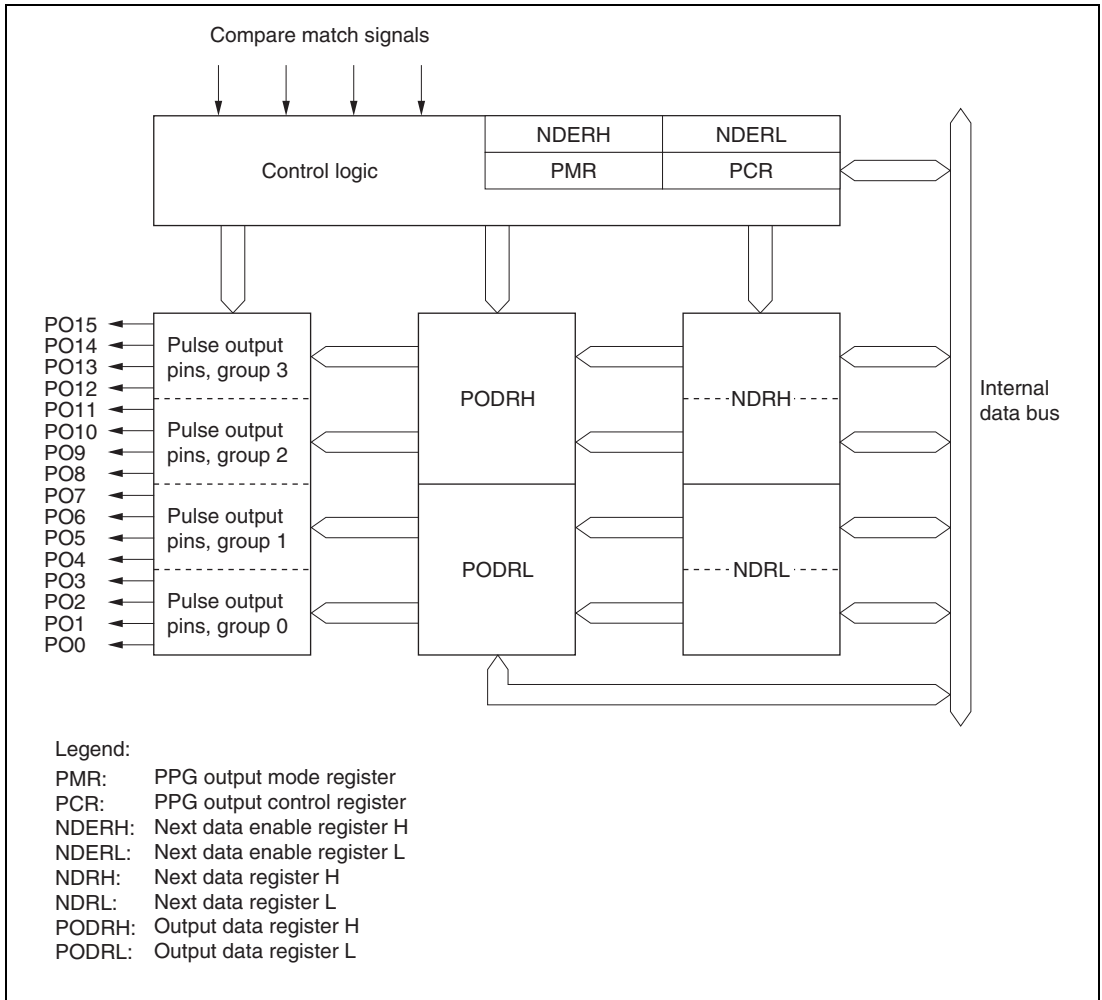 Compare match signals
Control logic
NDERH
NDERL
PMR
PCR
Internal
data bus
PO15
PO14
PO13
PO12
PO11
PO10
PO9
PO8
PO7
PO6
PO5
PO4
PO3
PO2
PO1
PO0
Pulse output
pins, group 3
Pulse output
pins, group 2
Pulse output
pins, group 1
Pulse output
pins, group 0
PODRH
PODRL
NDRH
NDRL
Legend:
PMR: PPG output mode register
PCR: PPG output control register
NDERH: Next data enable register H
NDERL: Next data enable register L
NDRH: Next data register H
NDRL: Next data register L
PODRH: Output data register H
PODRL: Output data register L